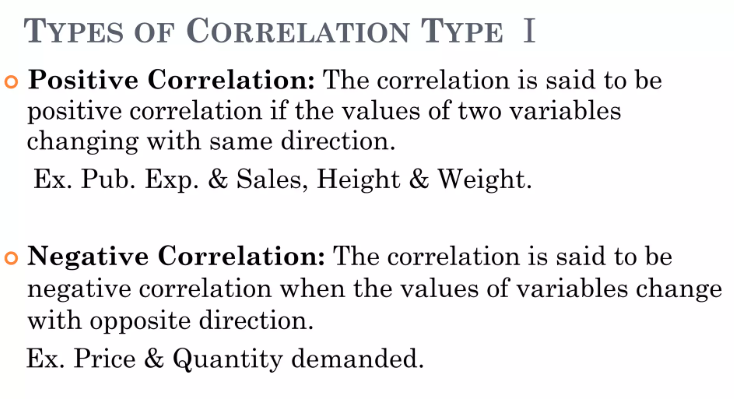 Types of Correlation Type I
Positive Correlation: The correlation is said to be
positive correlation if the values of two variables
changing with same direction.
Ex. Pub. Exp. & Sales, Height & Weight.
Negative Correlation: The correlation is said to be
negative correlation when the values of variables change
with opposite direction.
Ex. Price & Quantity demanded.